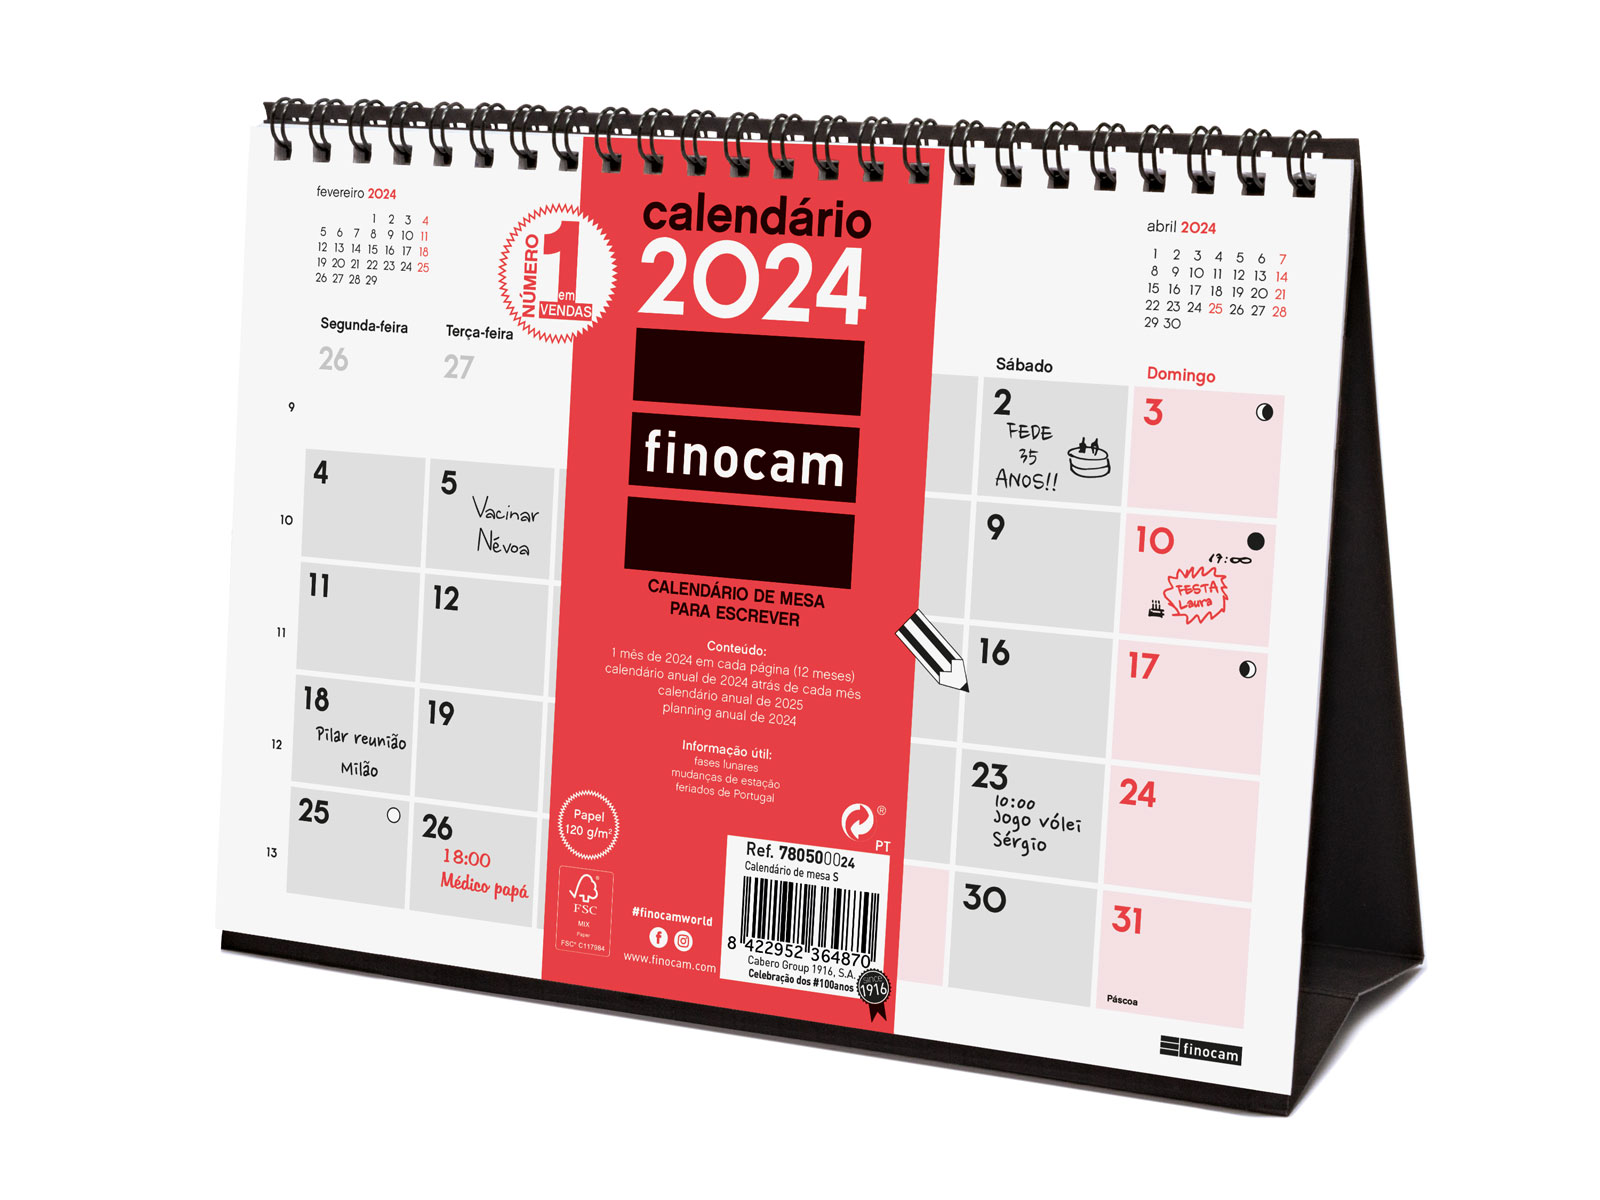 fevereiro 2024
1 2 3 4
5 6 7 8 9 10 11
12 13 14 15 16 17 18
19 20 21 22 23 24 25
26 27 28 29
NÚMERO 1 em VENDAS
calendário
2024
finocam
CALENDÁRIO DE MESA
PARA ESCREVER
Conteúdo:
1 mês de 2024 em cada página (12 meses)
calendário anual de 2024 atrás de cada mês
calendário anual de 2025
planning anual de 2024
Informação útil:
fases lunares
mudanças de estação
feriados de Portugal
Papel
120 g/m²
FSC®
MIX
Paper
FSC® C117984
#finocamworld
www.finocam.com
®
PT
Ref. 780500024
Calendário de mesa S
8 422952 364870
Cabero Group 1916, S.A.
Celebração dos #100anos
since
1916
abril 2024
1 2 3 4 5 6 7
8 9 10 11 12 13 14
15 16 17 18 19 20 21
22 23 24 25 26 27 28
29 30
Segunda-feira Terça-feira Sábado Domingo
26 27
9
2
FEDE
35
ANOS!!
3
10
4
5
Vacinar
Névoa
9
10
17:00
FESTA
Laura
11
11 12 16 17
12
18
Pilar reunião
Milão
19
23
10:00
Jogo vólei
Sérgio
24
13
25
26
18:00
Médico papá
30
31
Páscoa
finocam